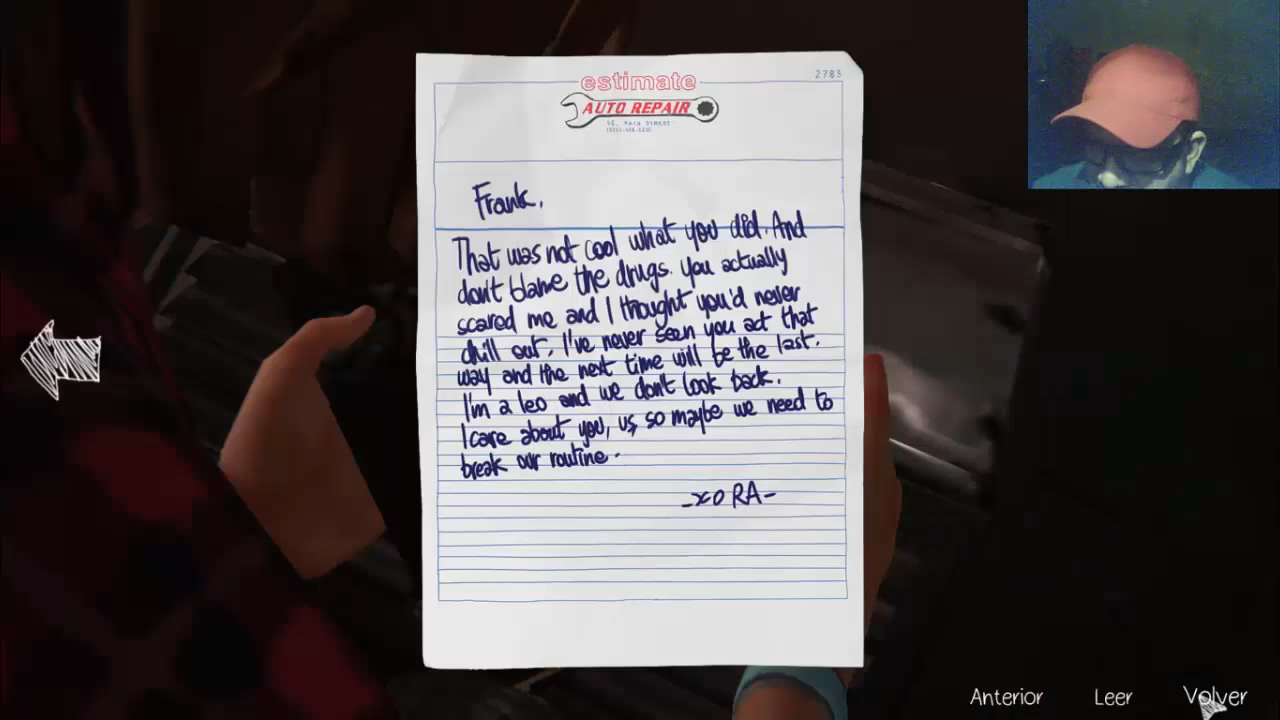 2783
estimate
AUTO REPAIR
Frank,
That was not cool what you did. And
don't blame the drugs. You actually
scared me and I thought you'd never
chill out. I've never seen you act that
way and the next time will be the last.
I'm a leo and we don't look back.
I care about you, us, so maybe we need to
break our routine.
-xo RA-
Anterior
Leer
Volver